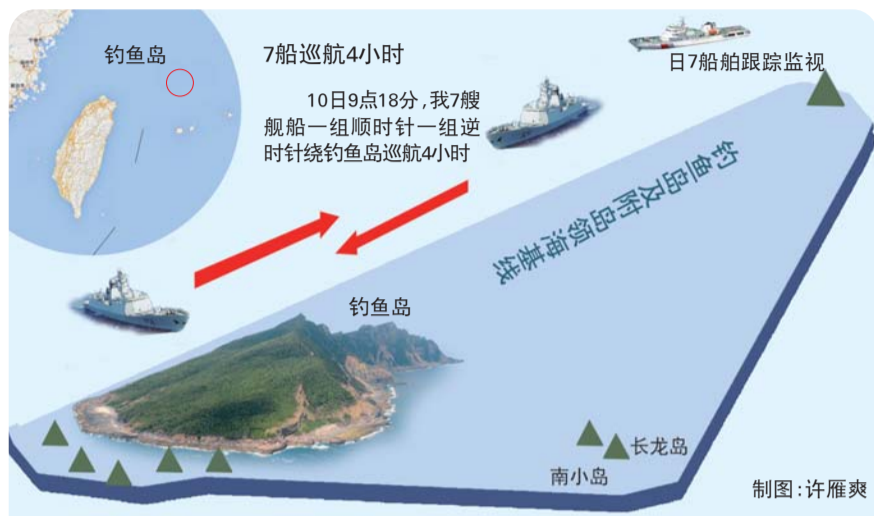 钓鱼岛
7船巡航4小时
10日9点18分,我7艘
舰船一组顺时针一组逆
时针绕钓鱼岛巡航4小时
日7船舶跟踪监视
钓鱼岛及附岛领海基线
钓鱼岛
长龙岛
南小岛
制图:许雁爽